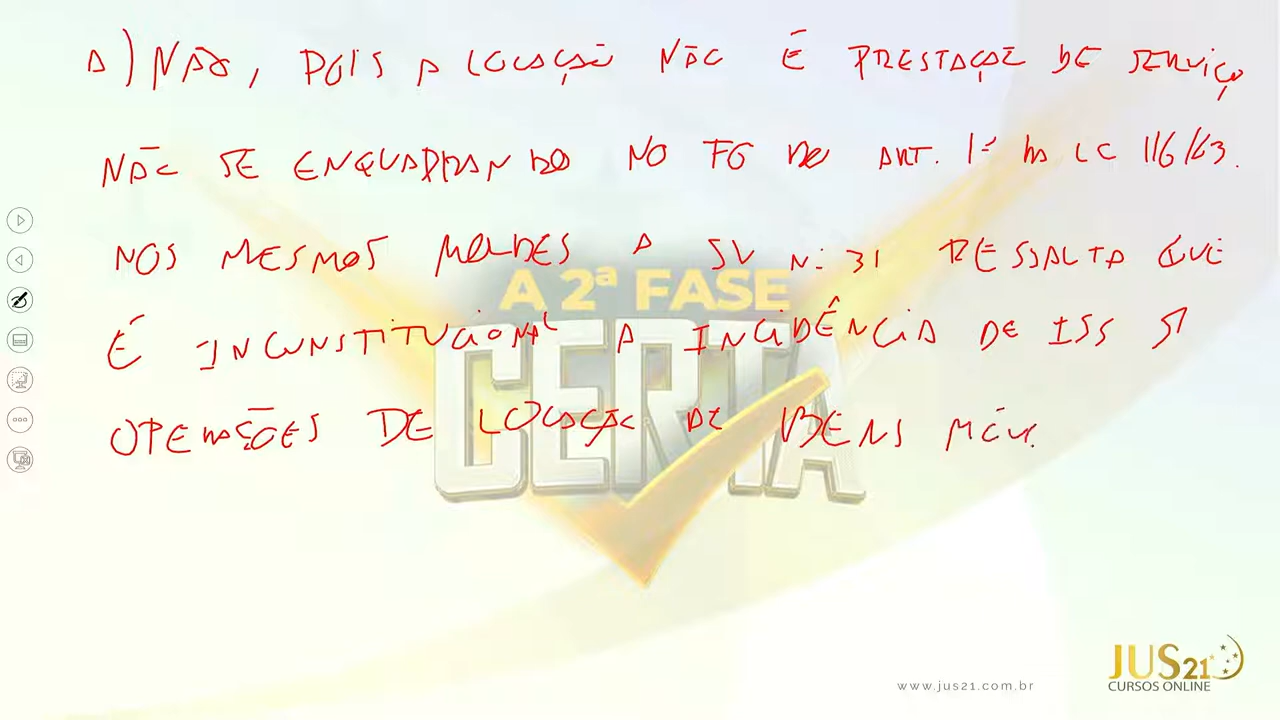 A) NÃO, POIS A LOCAÇÃO NÃO É PRESTAÇÃO DE SERVIÇO
NÃO SE ENQUADRANDO NO FG DO ART. 1º DA LC 116/03.
NOS MESMOS MOLDES A SV Nº 31 RESSALTA QUE
É INCONSTITUCIONAL A INCIDÊNCIA DE ISS S/
OPERAÇÕES DE LOCAÇÃO DE BENS MÓV
A 2ª FASE
CERTA
JUS21
CURSOS ONLINE
www.jus21.com.br